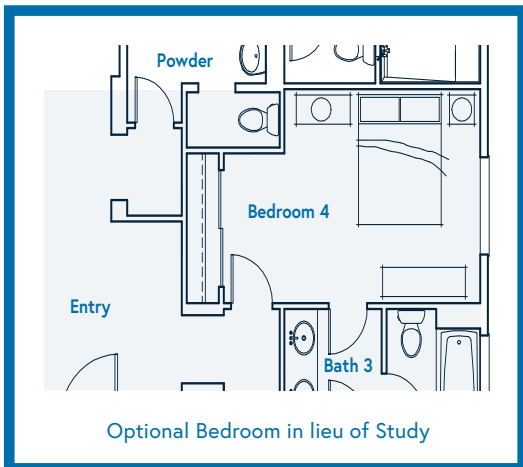 Powder
Bedroom 4
Entry
Bath 3
Optional Bedroom in lieu of Study